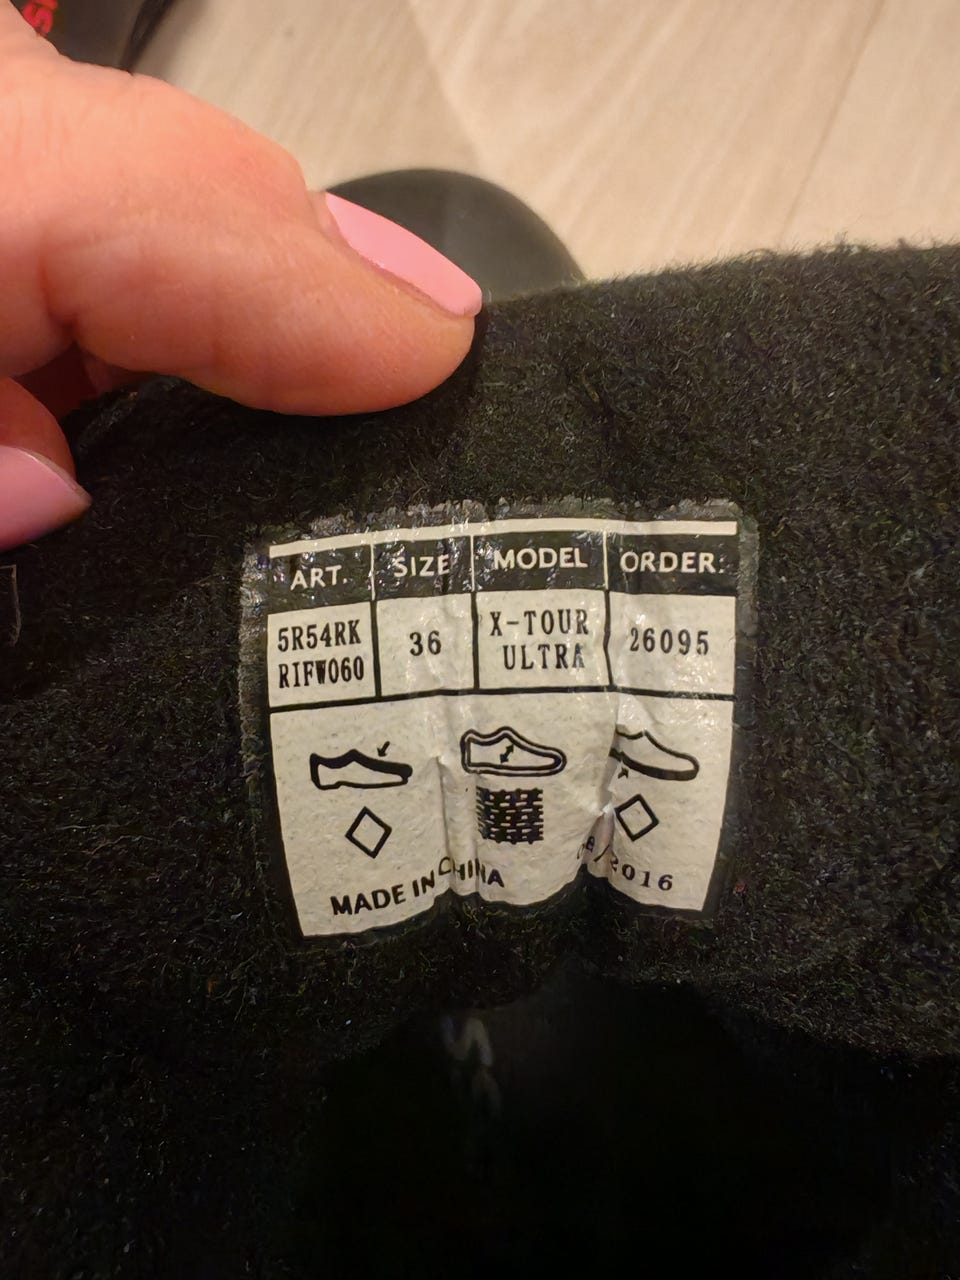 ART. SIZE MODEL ORDER:
5R54RK RIFW060 36 X-TOUR ULTRA 26095
MADE IN CHINA /2016